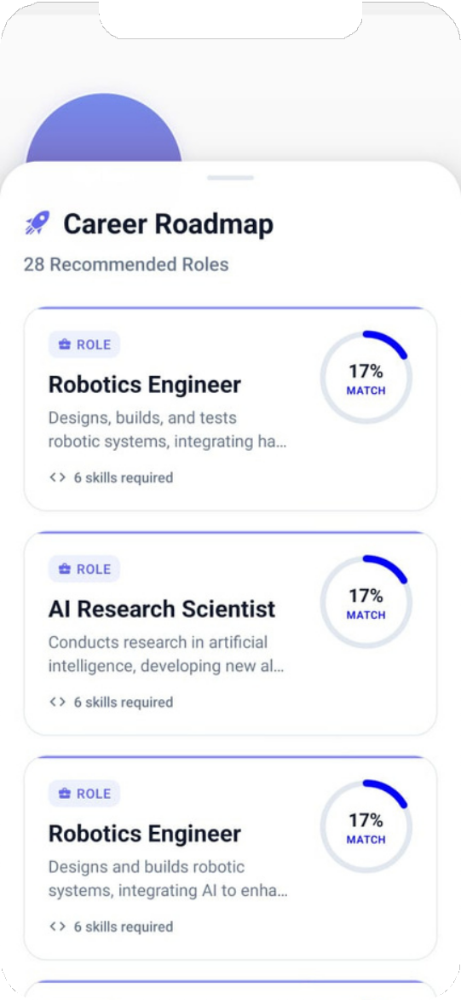 Career Roadmap
28 Recommended Roles
ROLE
Robotics Engineer
Designs, builds, and tests
robotic systems, integrating ha...
6 skills required
17%
MATCH
ROLE
AI Research Scientist
Conducts research in artificial
intelligence, developing new al...
6 skills required
17%
MATCH
ROLE
Robotics Engineer
Designs and builds robotic
systems, integrating AI to enha...
6 skills required
17%
MATCH